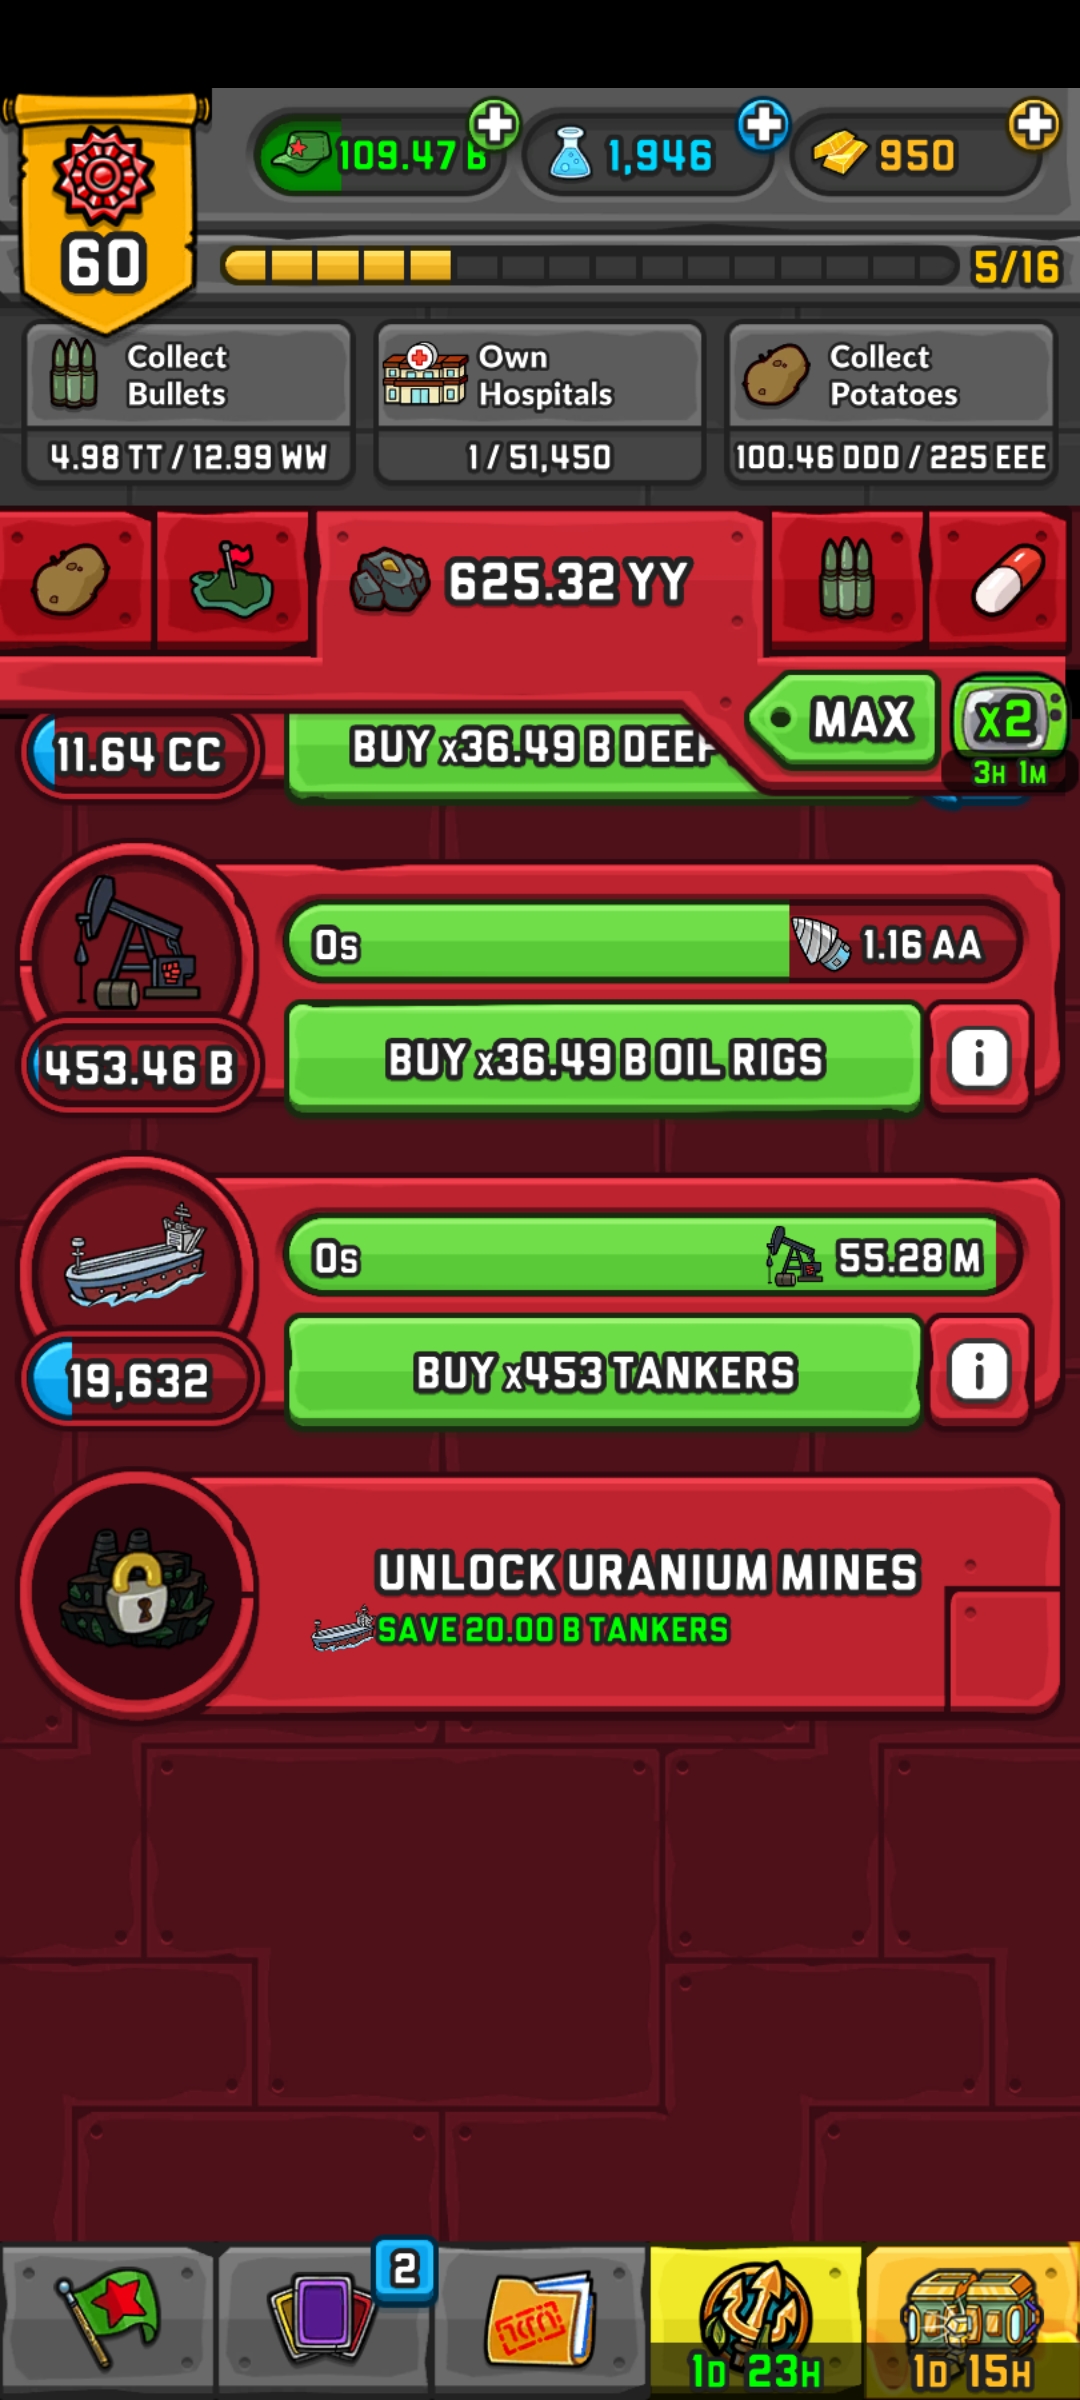 109.47 B
1,946
950
60
5/16
Collect
Bullets
4.98 TT / 12.99 WW
Own
Hospitals
1 / 51,450
Collect
Potatoes
100.46 DDD / 225 EEE
625.32 YY
MAX
x2
3H 1M
11.64 CC
BUY x36.49 B DEEP
0s
1.16 AA
453.46 B
BUY x36.49 B OIL RIGS
i
0s
55.28 M
19,632
BUY x453 TANKERS
i
UNLOCK URANIUM MINES
SAVE 20.00 B TANKERS
2
1D 23H
1D 15H